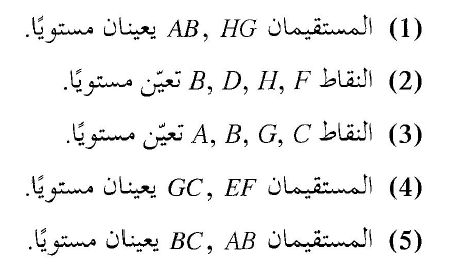 (1) المستقيمان AB, HG يعينان مستويًا.
(2) النقاط B, D, H, F تعيّن مستويًا.
(3) النقاط A, B, G, C تعيّن مستويًا.
(4) المستقيمان GC, EF يعينان مستويًا.
(5) المستقيمان BC, AB يعينان مستويًا.